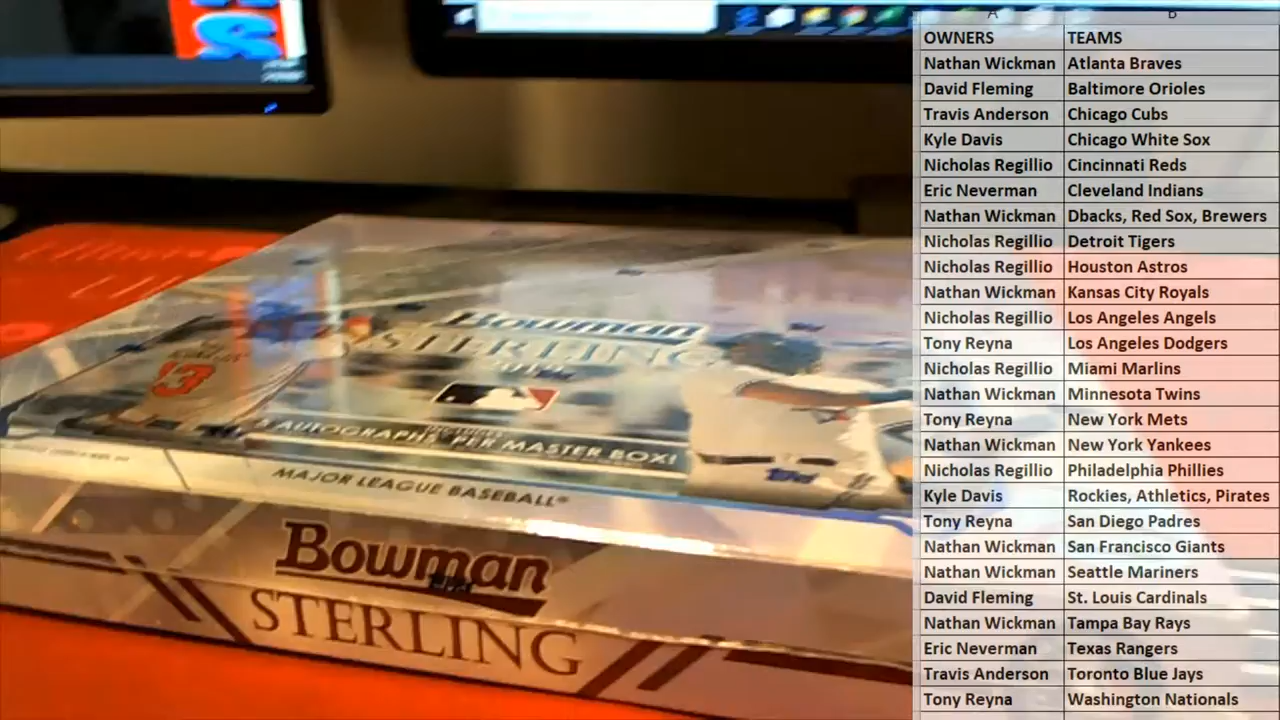 A B
OWNERS TEAMS
Nathan Wickman Atlanta Braves
David Fleming Baltimore Orioles
Travis Anderson Chicago Cubs
Kyle Davis Chicago White Sox
Nicholas Regillio Cincinnati Reds
Eric Neverman Cleveland Indians
Nathan Wickman Dbacks, Red Sox, Brewers
Nicholas Regillio Detroit Tigers
Nicholas Regillio Houston Astros
Nathan Wickman Kansas City Royals
Nicholas Regillio Los Angeles Angels
Tony Reyna Los Angeles Dodgers
Nicholas Regillio Miami Marlins
Nathan Wickman Minnesota Twins
Tony Reyna New York Mets
Nathan Wickman New York Yankees
Nicholas Regillio Philadelphia Phillies
Kyle Davis Rockies, Athletics, Pirates
Tony Reyna San Diego Padres
Nathan Wickman San Francisco Giants
Nathan Wickman Seattle Mariners
David Fleming St. Louis Cardinals
Nathan Wickman Tampa Bay Rays
Eric Neverman Texas Rangers
Travis Anderson Toronto Blue Jays
Tony Reyna Washington Nationals
Bowman
STERLING
13
5 AUTOGRAPHS PER MASTER BOX!
topps
MAJOR LEAGUE BASEBALL®
Bowman
STERLING